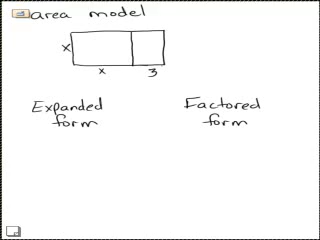 area model
x
x 3
Expanded Factored
form form